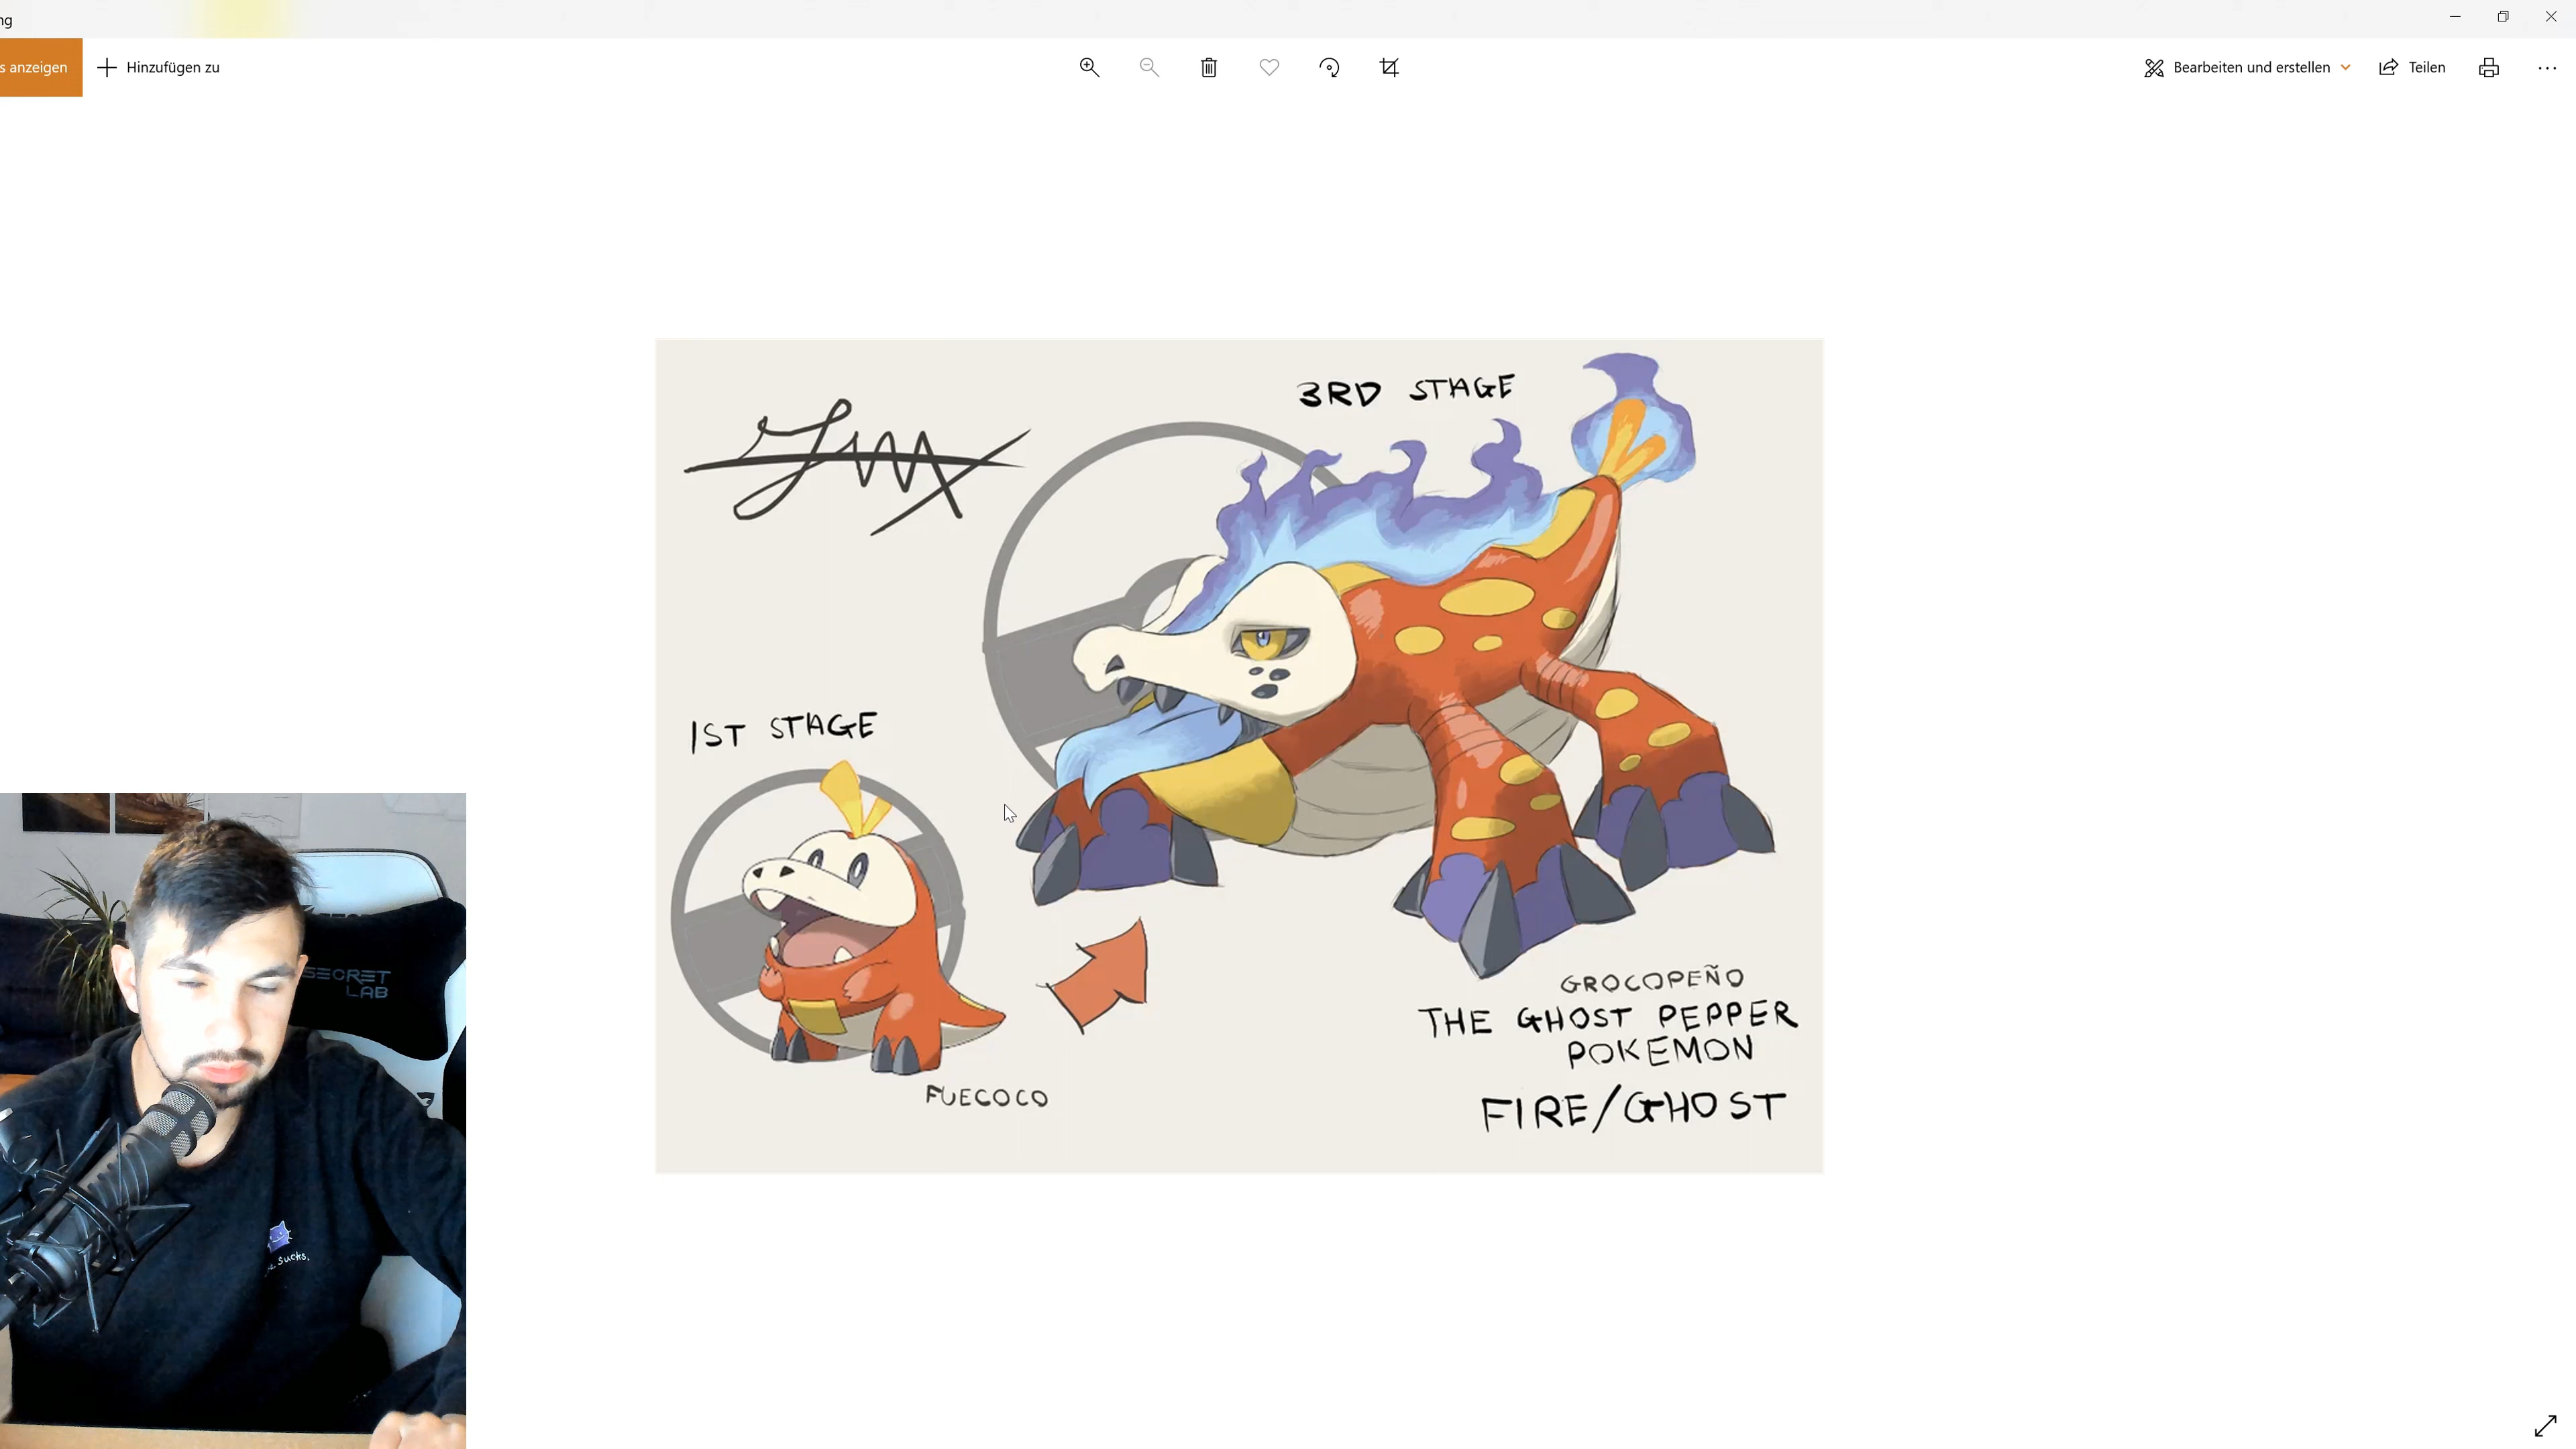 ng
s anzeigen
Hinzufügen zu
Bearbeiten und erstellen
Teilen
3RD STAGE
1ST STAGE
FUECOCO
GROCOPEÑO
THE GHOST PEPPER
POKEMON
FIRE/GHOST
SECRET
LAB
sucks.